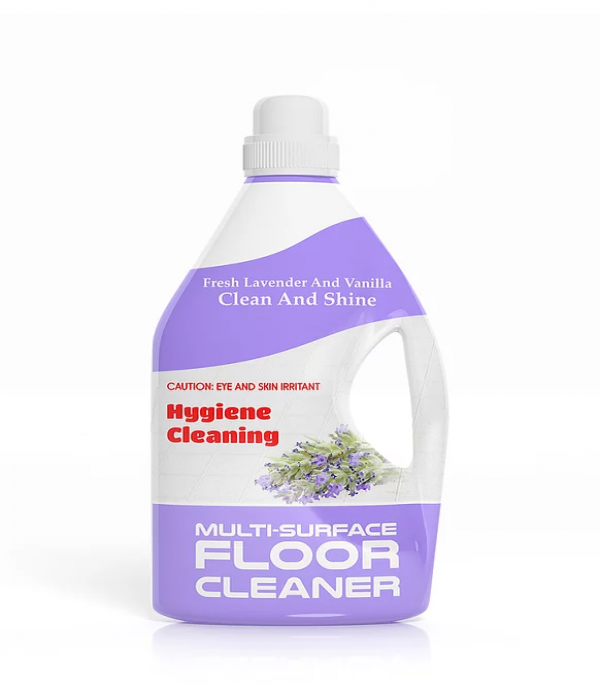 Fresh Lavender And Vanilla
Clean And Shine
CAUTION: EYE AND SKIN IRRITANT
Hygiene
Cleaning
MULTI-SURFACE
FLOOR
CLEANER